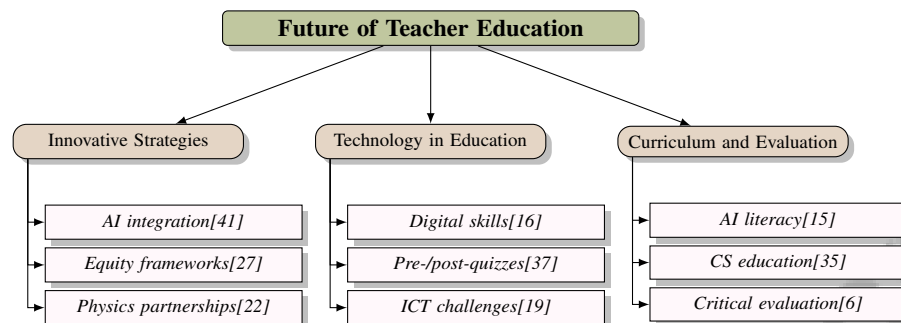 Future of Teacher Education
Innovative Strategies
AI integration[41]
Equity frameworks[27]
Physics partnerships[22]
Technology in Education
Digital skills[16]
Pre-/post-quizzes[37]
ICT challenges[19]
Curriculum and Evaluation
AI literacy[15]
CS education[35]
Critical evaluation[6]